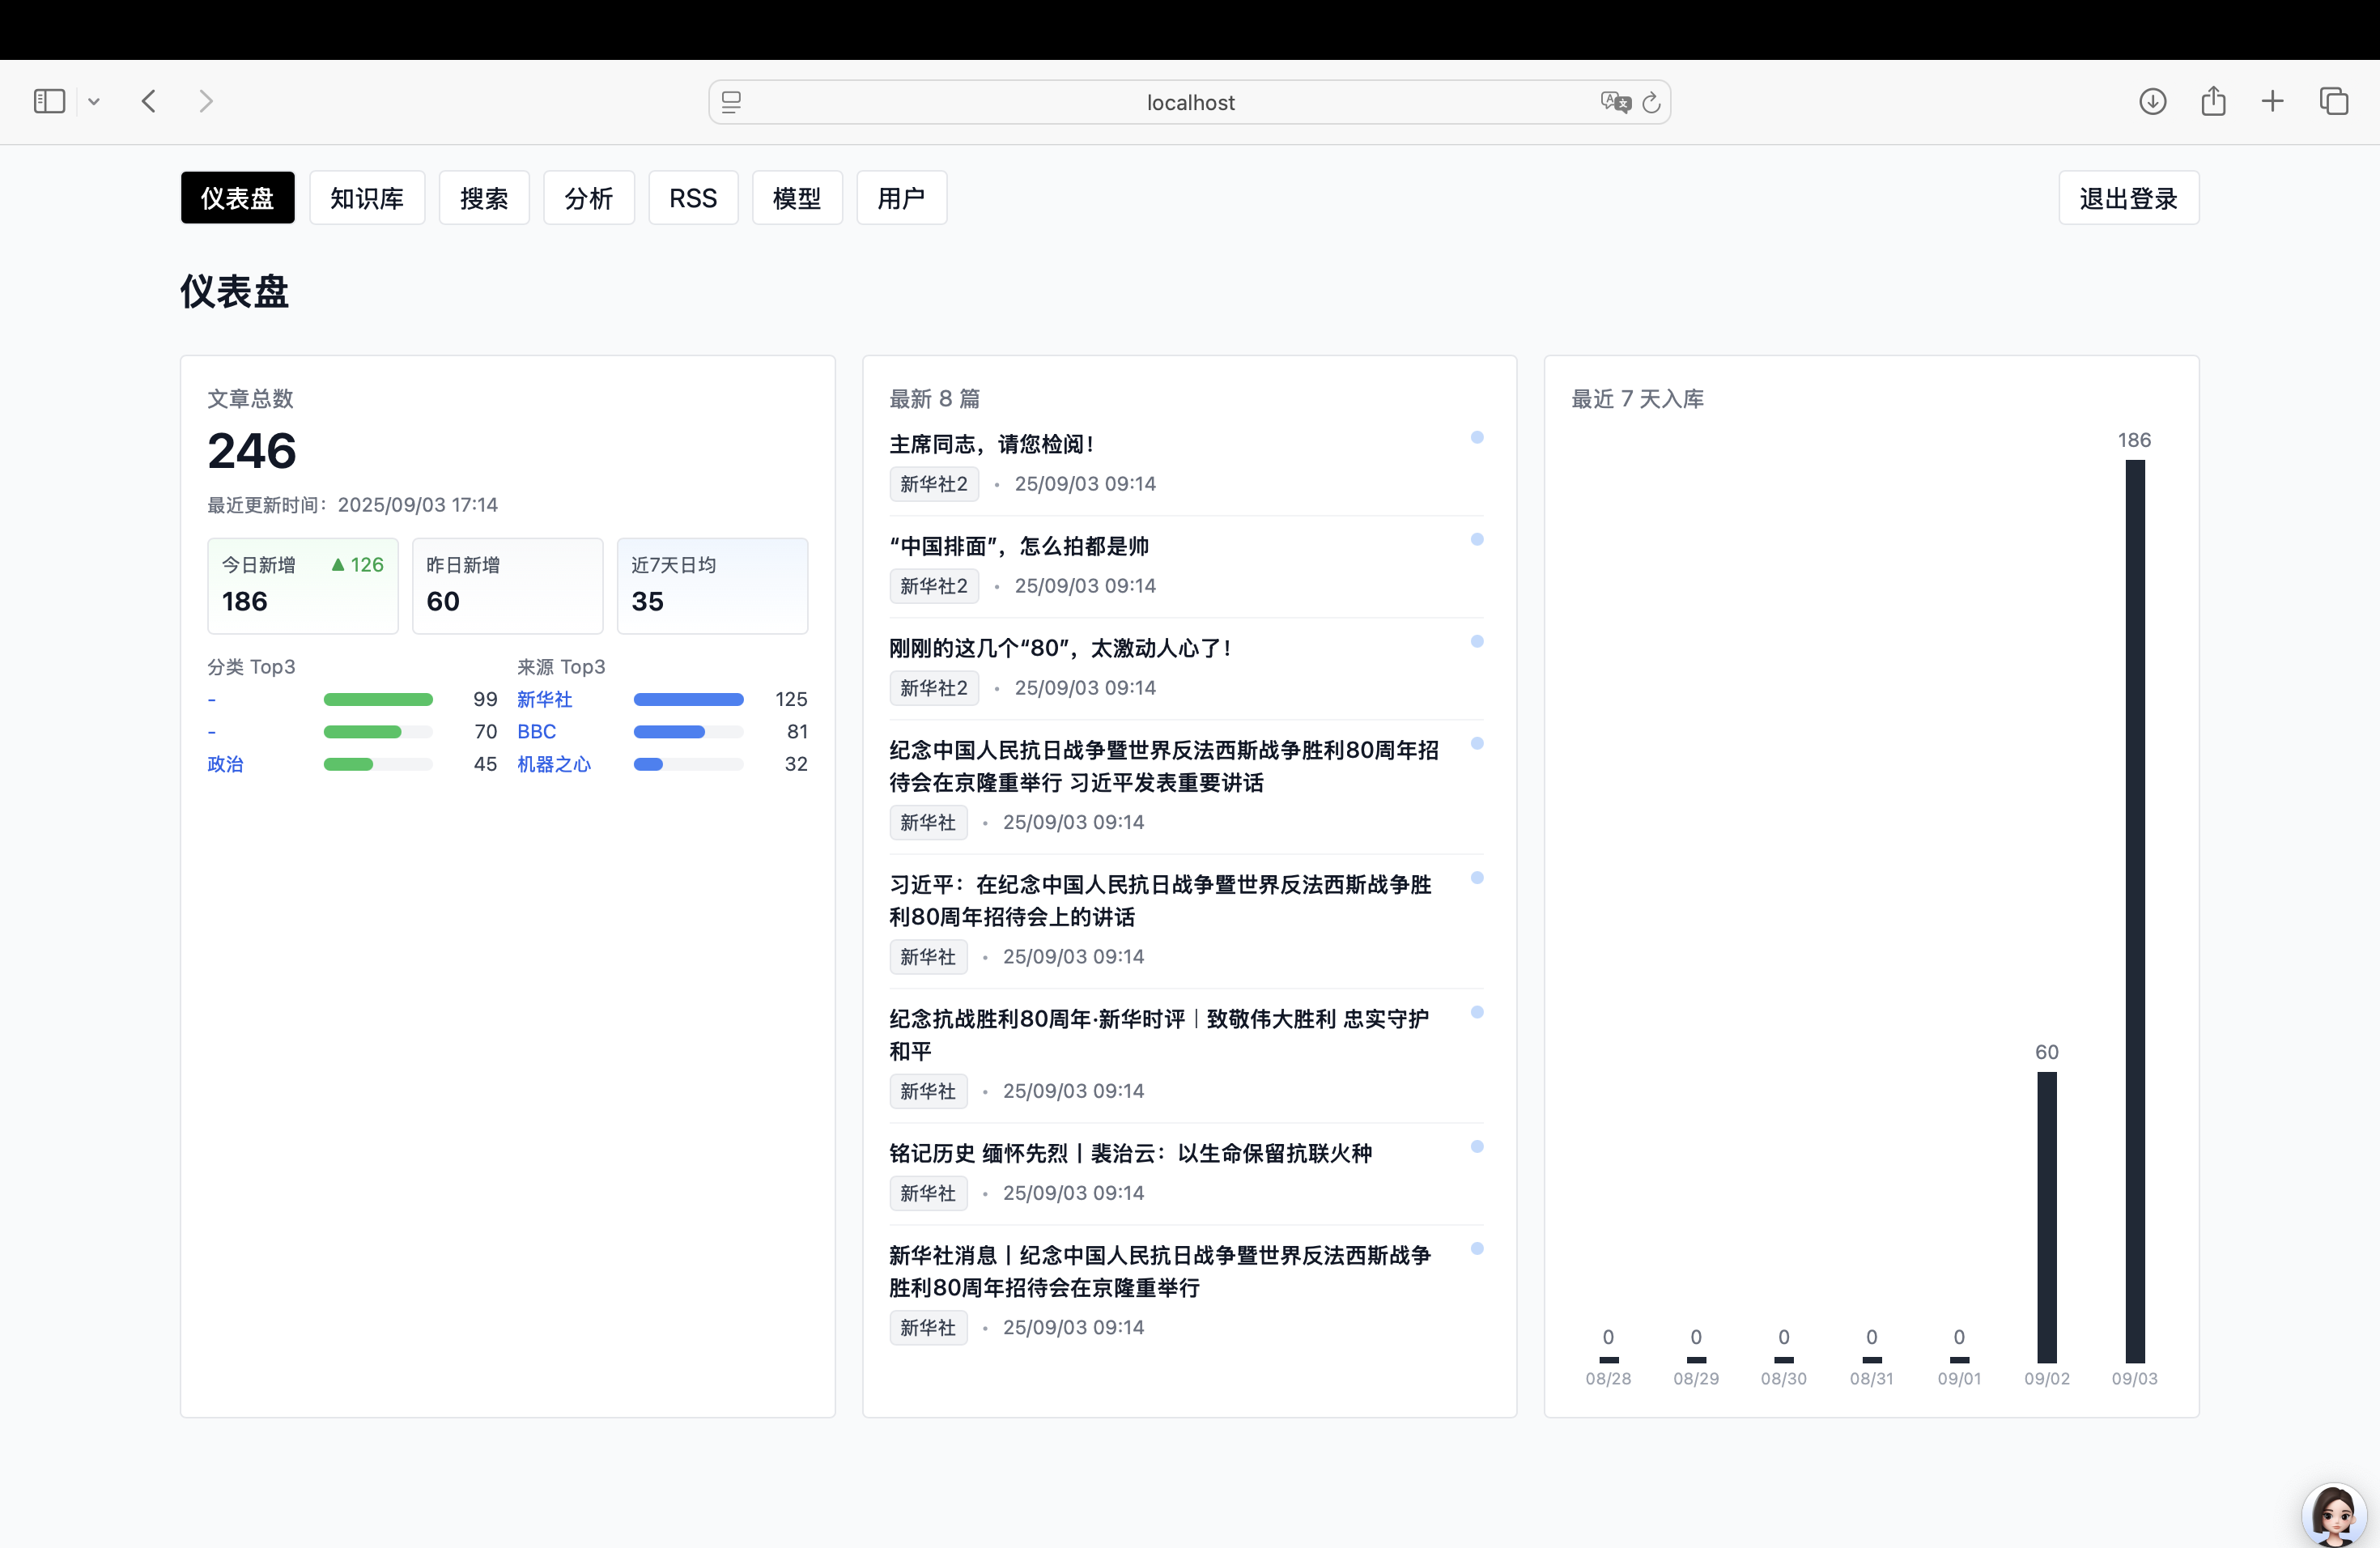 localhost
仪表盘
知识库
搜索
分析
RSS
模型
用户
退出登录
仪表盘
文章总数
246
最近更新时间：2025/09/03 17:14
今日新增 ▲ 126
186
昨日新增
60
近7天日均
35
分类 Top3
- 99
- 70
政治 45
来源 Top3
新华社 125
BBC 81
机器之心 32
最新 8 篇
主席同志，请您检阅！
新华社2 • 25/09/03 09:14
“中国排面”，怎么拍都是帅
新华社2 • 25/09/03 09:14
刚刚的这几个“80”，太激动人心了！
新华社2 • 25/09/03 09:14
纪念中国人民抗日战争暨世界反法西斯战争胜利80周年招
待会在京隆重举行 习近平发表重要讲话
新华社 • 25/09/03 09:14
习近平：在纪念中国人民抗日战争暨世界反法西斯战争胜
利80周年招待会上的讲话
新华社 • 25/09/03 09:14
纪念抗战胜利80周年·新华时评｜致敬伟大胜利 忠实守护
和平
新华社 • 25/09/03 09:14
铭记历史 缅怀先烈丨裴治云：以生命保留抗联火种
新华社 • 25/09/03 09:14
新华社消息丨纪念中国人民抗日战争暨世界反法西斯战争
胜利80周年招待会在京隆重举行
新华社 • 25/09/03 09:14
最近 7 天入库
186
60
0 0 0 0 0
08/28 08/29 08/30 08/31 09/01 09/02 09/03